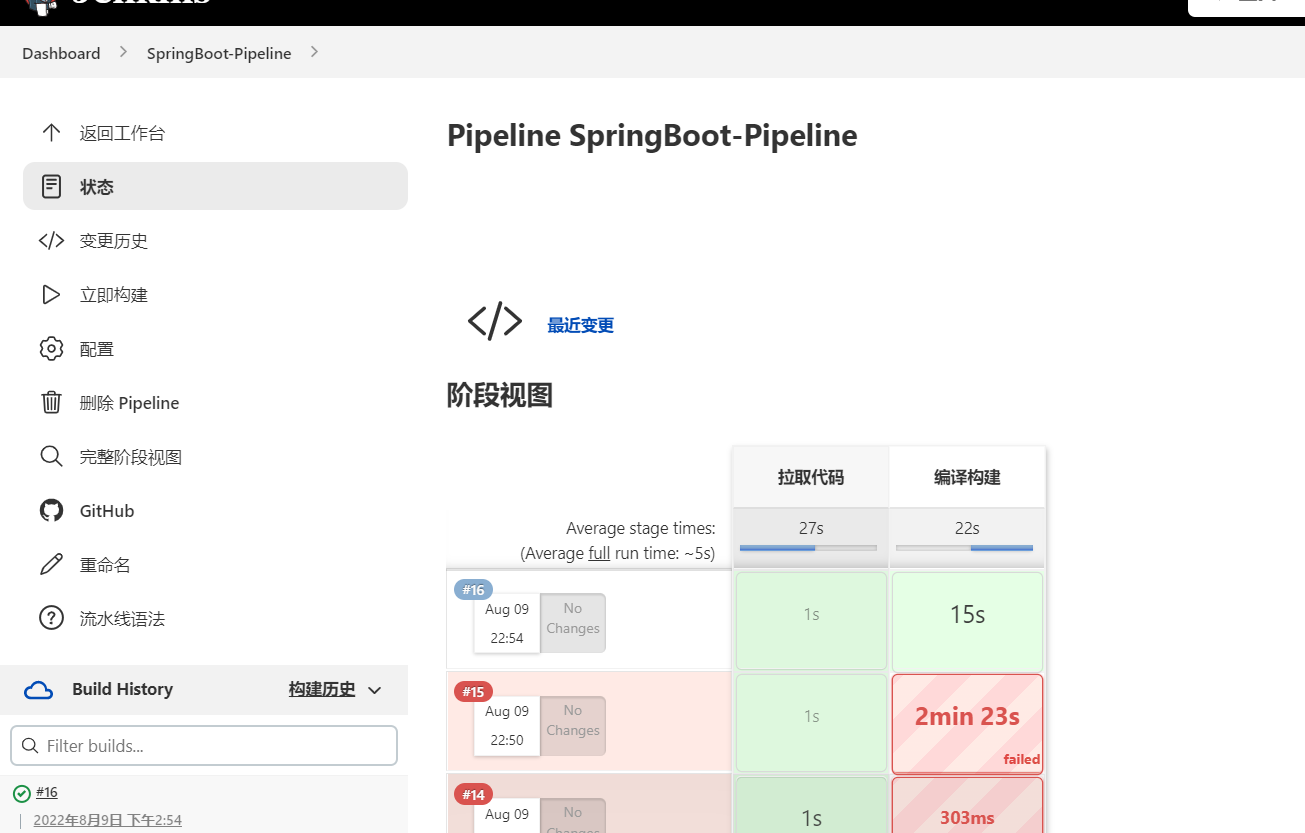 Jenkins
Dashboard
SpringBoot-Pipeline
返回工作台
状态
变更历史
立即构建
配置
删除 Pipeline
完整阶段视图
GitHub
重命名
流水线语法
Build History
构建历史
Filter builds...
#16
2022年8月9日 下午2:54
Pipeline SpringBoot-Pipeline
最近变更
阶段视图
拉取代码
编译构建
Average stage times:
27s
22s
(Average full run time: ~5s)
#16
Aug 09
22:54
No
Changes
1s
15s
#15
Aug 09
22:50
No
Changes
1s
2min 23s
failed
#14
Aug 09
No
Changes
1s
303ms